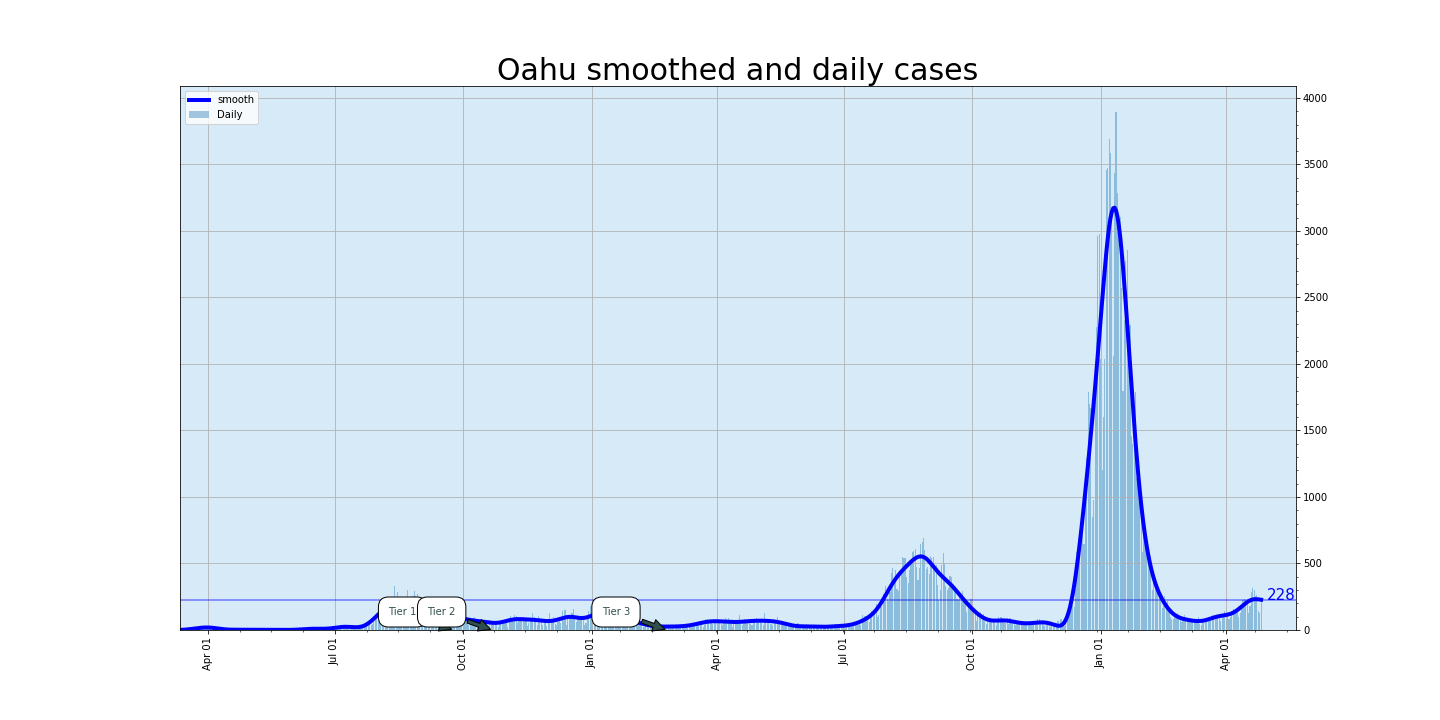 Oahu smoothed and daily cases
smooth
Daily
4000
3500
3000
2500
2000
1500
1000
500
0
228
Tier 1
Tier 2
Tier 3
Apr 01
Jul 01
Oct 01
Jan 01
Apr 01
Jul 01
Oct 01
Jan 01
Apr 01